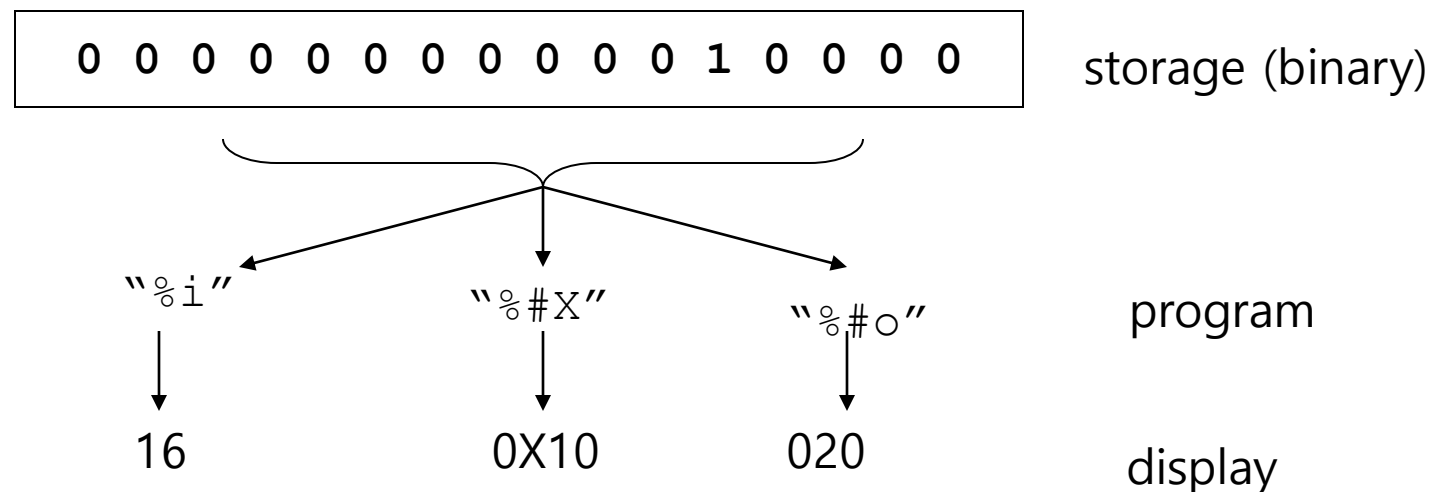 0 0 0 0 0 0 0 0 0 0 0 1 0 0 0 0 storage (binary)
“%i” “%#X” “%#o” program
16 0X10 020 display